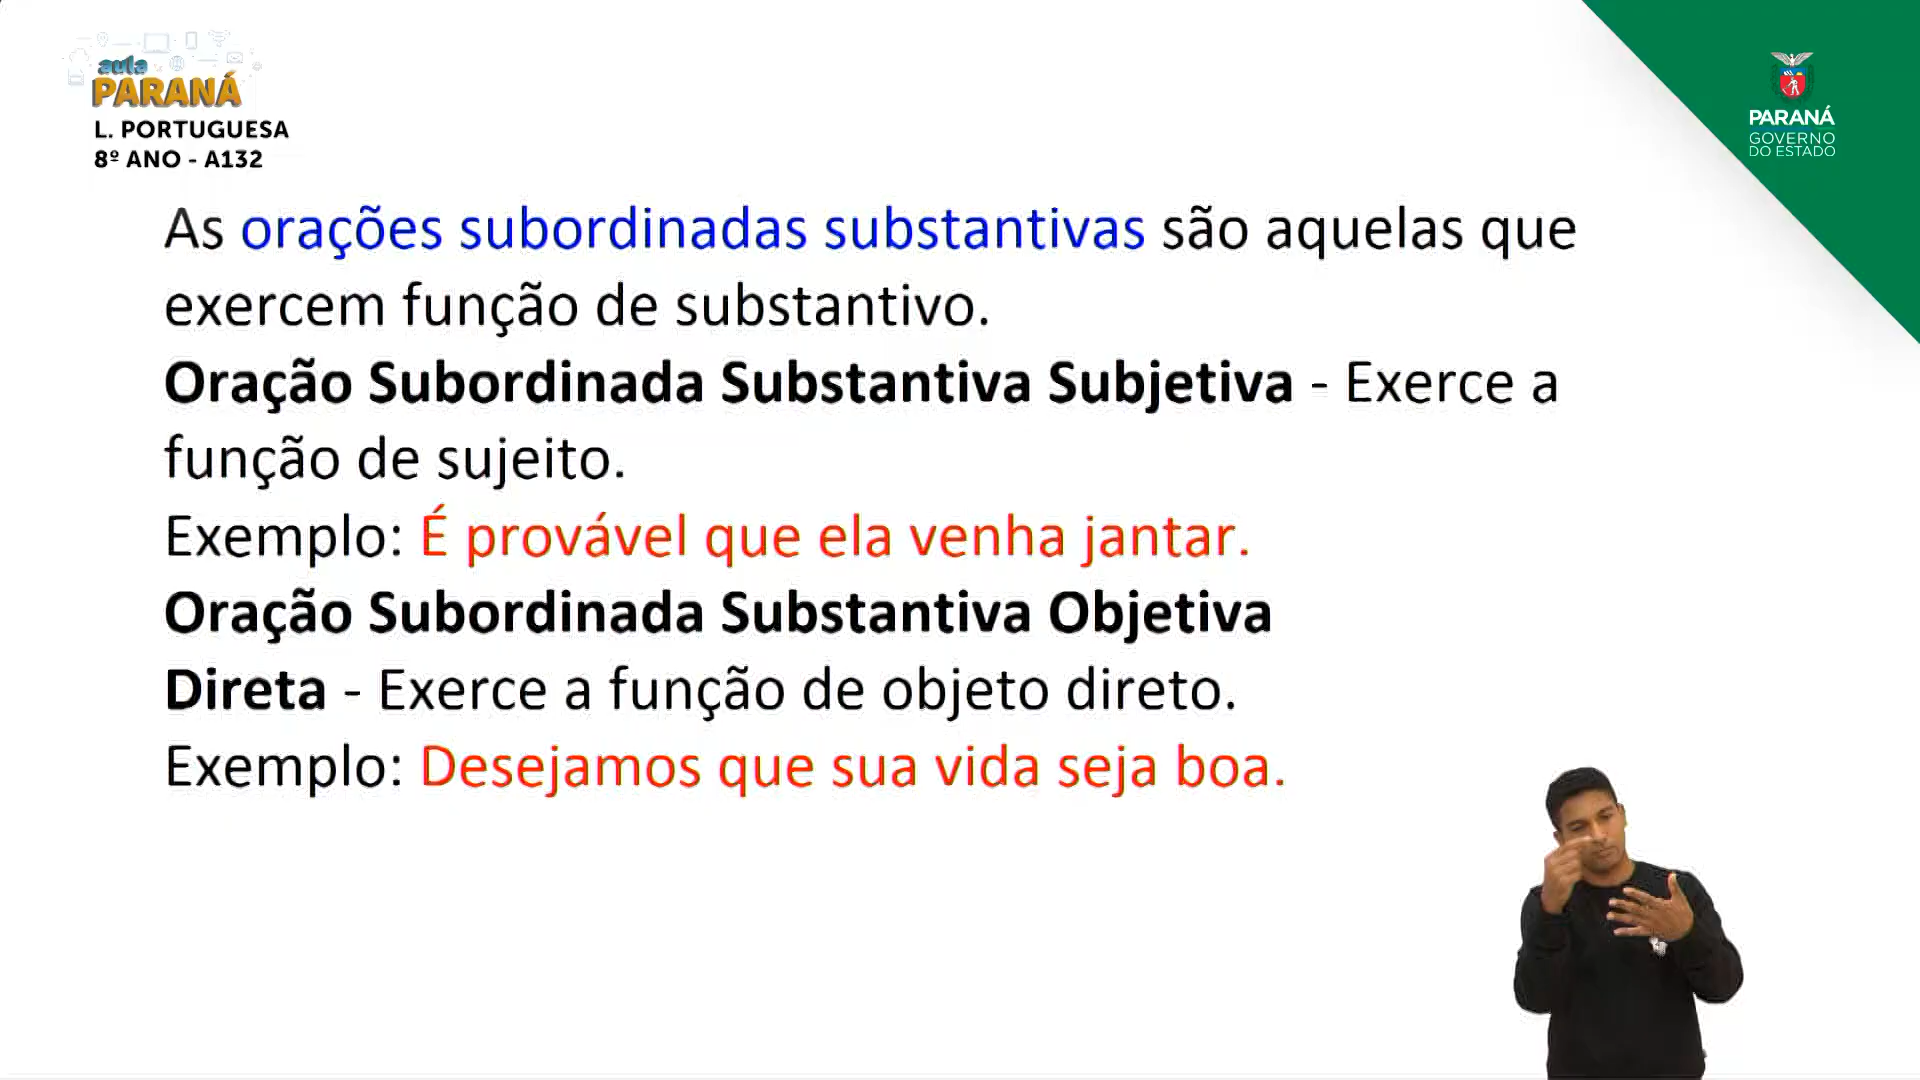 aula
PARANÁ
L. PORTUGUESA
8º ANO - A132
PARANÁ
GOVERNO
DO ESTADO
As orações subordinadas substantivas são aquelas que
exercem função de substantivo.
Oração Subordinada Substantiva Subjetiva - Exerce a
função de sujeito.
Exemplo: É provável que ela venha jantar.
Oração Subordinada Substantiva Objetiva
Direta - Exerce a função de objeto direto.
Exemplo: Desejamos que sua vida seja boa.